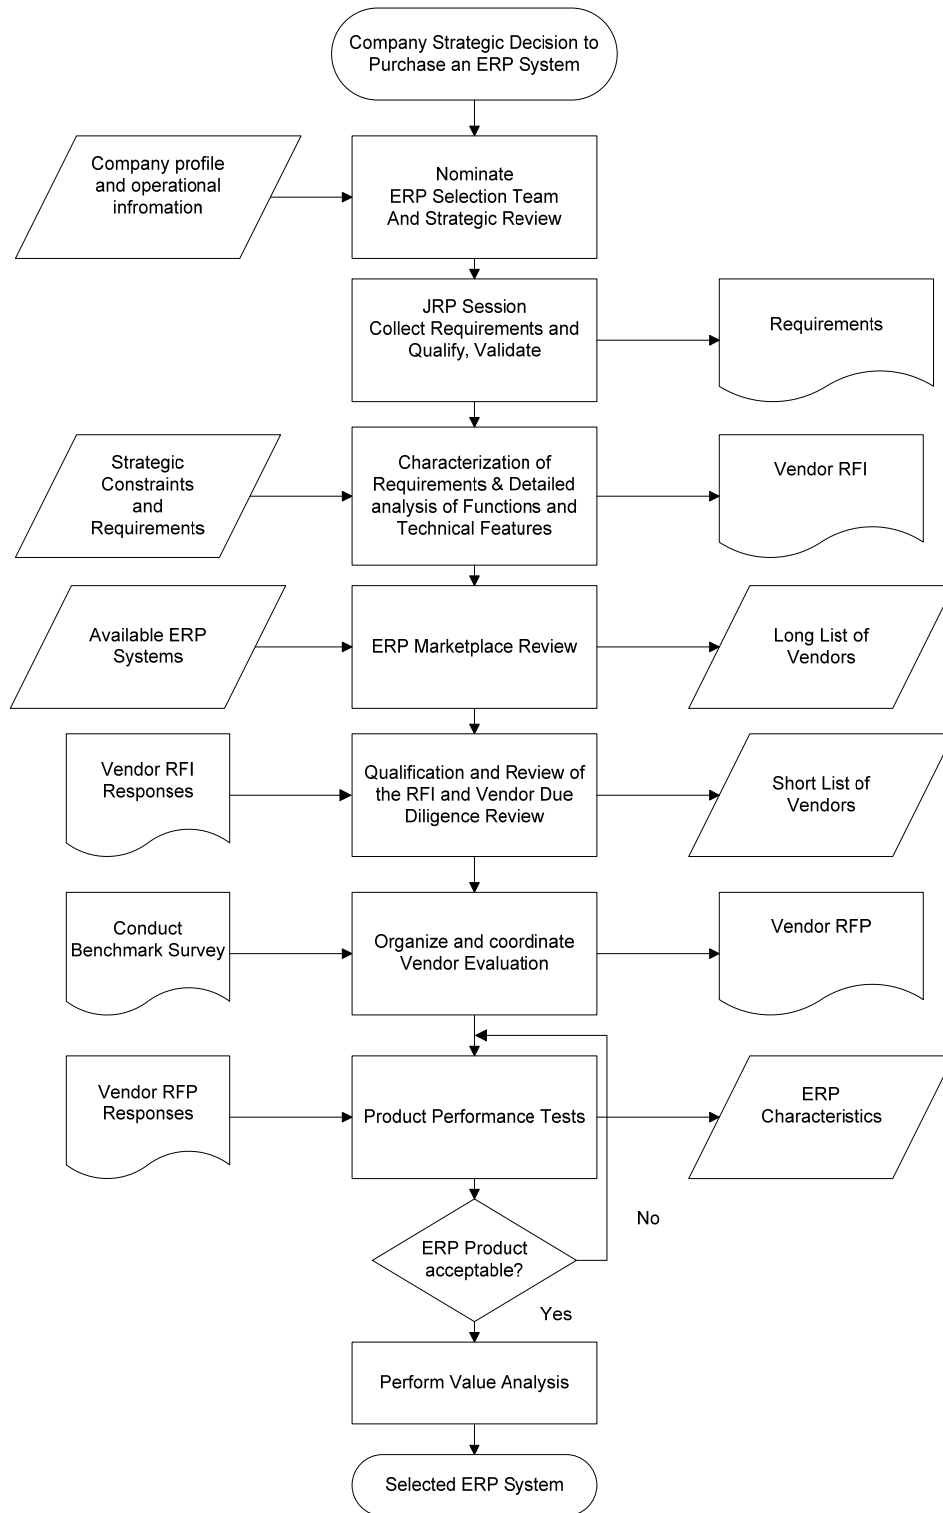 Company Strategic Decision to
Purchase an ERP System
Company profile
and operational
infromation
Nominate
ERP Selection Team
And Strategic Review
JRP Session
Collect Requirements and
Qualify, Validate
Requirements
Strategic
Constraints
and
Requirements
Characterization of
Requirements & Detailed
analysis of Functions and
Technical Features
Vendor RFI
Available ERP
Systems
ERP Marketplace Review
Long List of
Vendors
Vendor RFI
Responses
Qualification and Review of
the RFI and Vendor Due
Diligence Review
Short List of
Vendors
Conduct
Benchmark Survey
Organize and coordinate
Vendor Evaluation
Vendor RFP
Vendor RFP
Responses
Product Performance Tests
ERP
Characteristics
No
ERP Product
acceptable?
Yes
Perform Value Analysis
Selected ERP System